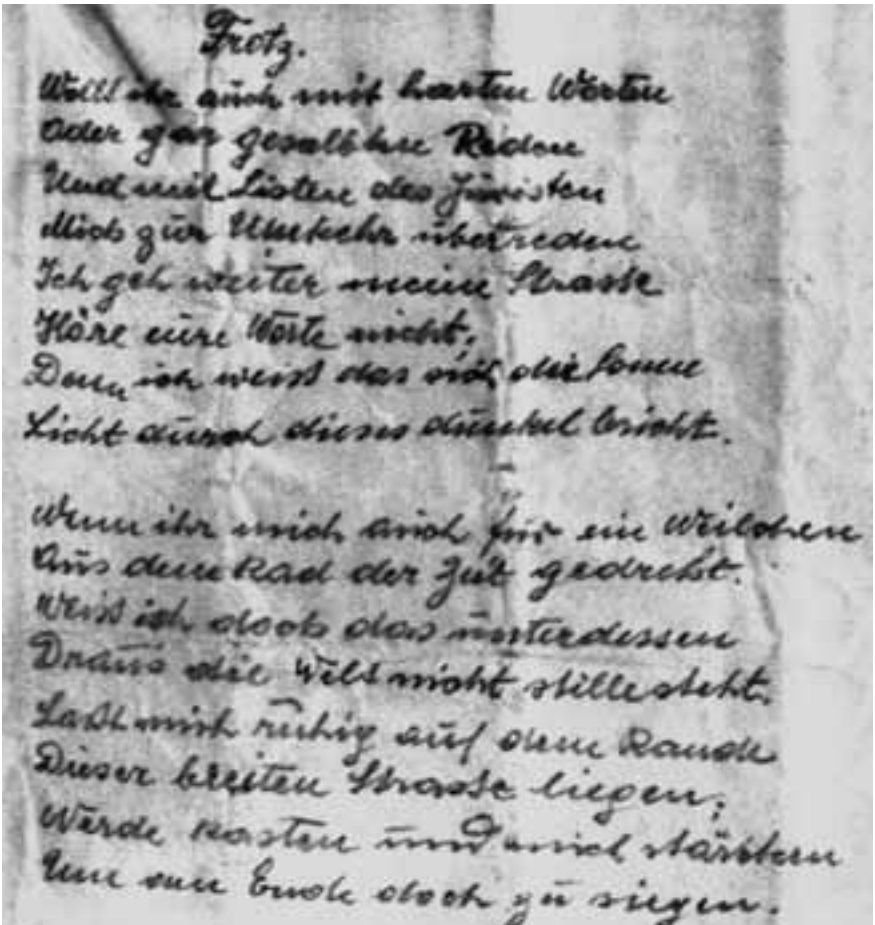 Trotz.
Wollt ihr auch mit harten Worten
Oder gar gesalbten Reden
Und mit Listen des Juristen
Mich zur Umkehr überreden
Ich geh weiter meine Strasse
Höre eure Worte nicht,
Denn ich weiss das sich die Sonne
Licht durch dieses dunkel bricht.
Wenn ihr mich auch für ein Weilchen
Aus dem Rad der Zeit gedreht.
Weiss ich doch das unterdessen
Draus die Welt nicht stillesteht.
Lasst mich ruhig auf dem Rande
Dieser breiten Strasse liegen;
Werde rasten und mich stärken
Um am Ende doch zu siegen.